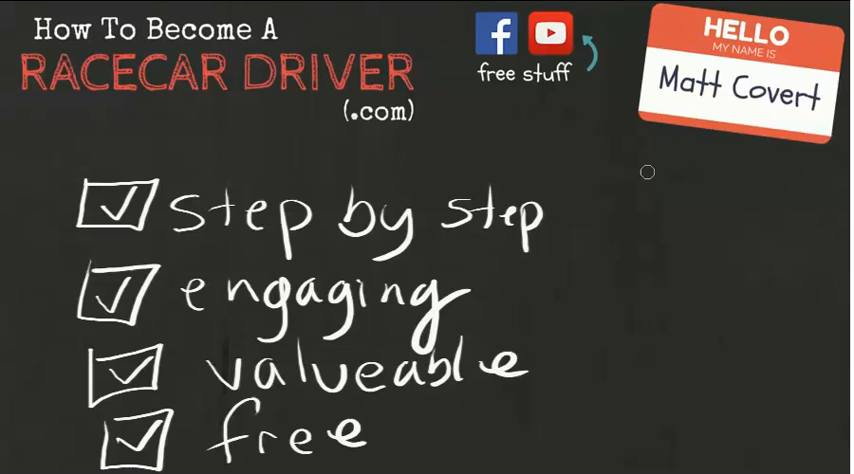 How To Become A
RACECAR DRIVER
(.com)
f
free stuff
HELLO
MY NAME IS
Matt Covert
step by step
engaging
valueable
free